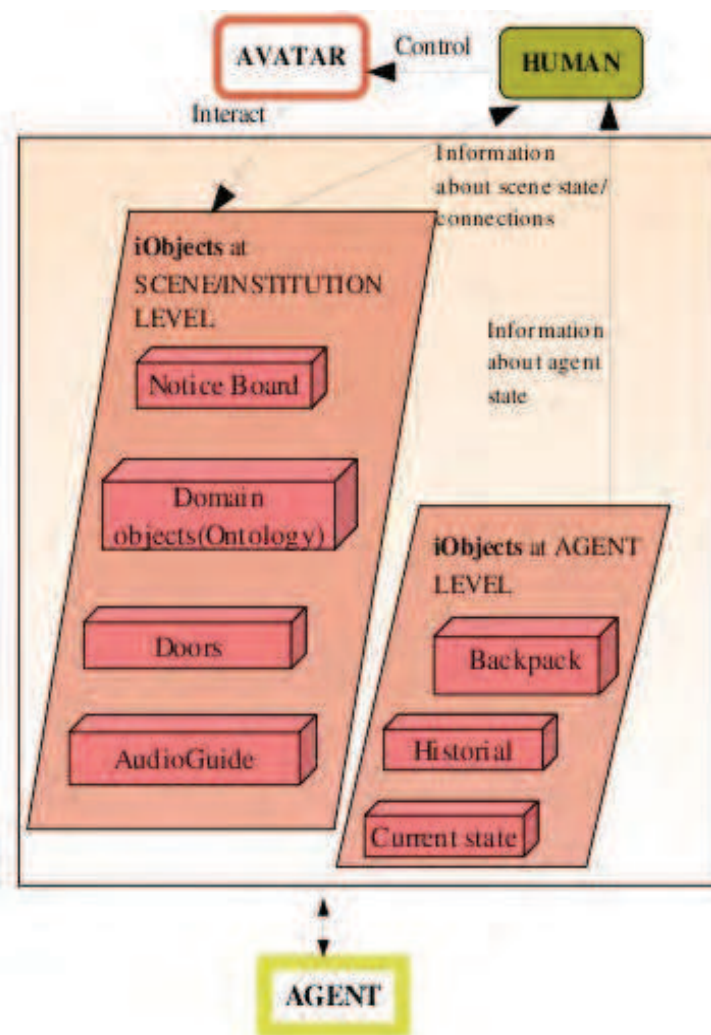 AVATAR
Control
HUMAN
Interact
Information
about scene state/
connections
iObjects at
SCENE/INSTITUTION
LEVEL
Notice Board
Domain
objects(Ontology)
Doors
AudioGuide
Information
about agent
state
iObjects at AGENT
LEVEL
Backpack
Historial
Current state
AGENT